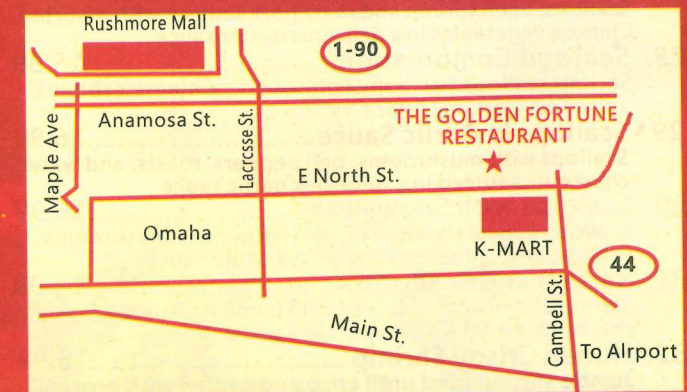 Rushmore Mall
1-90
Maple Ave
Anamosa St.
Lacrcsse St.
THE GOLDEN FORTUNE
RESTAURANT
E North St.
Omaha
K-MART
44
Main St.
Cambell St.
To AIrport